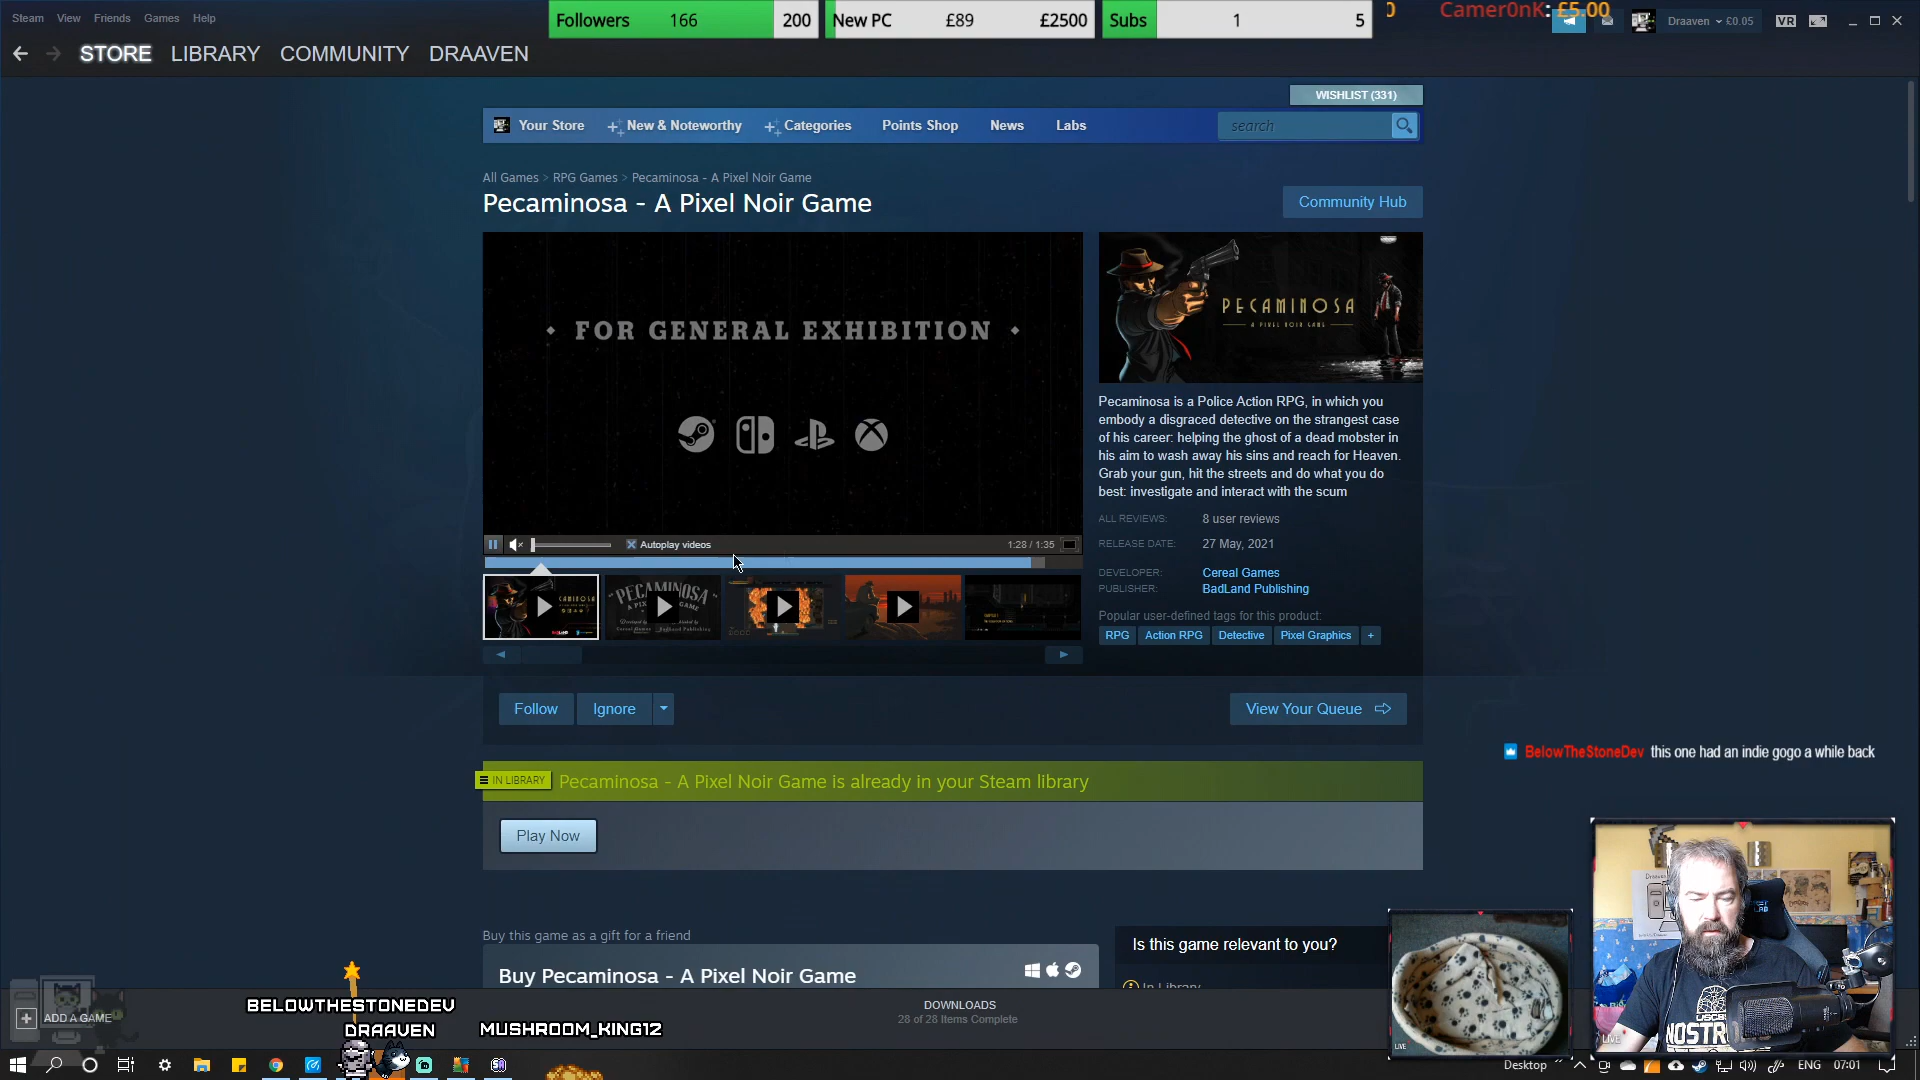 Steam View Friends Games Help
Followers 166 200
New PC £89 £2500
Subs 1 5
Camer0nK: £5.00
Draaven £0.05
VR
STORE LIBRARY COMMUNITY DRAAVEN
WISHLIST (331)
Your Store New & Noteworthy Categories Points Shop News Labs search
All Games > RPG Games > Pecaminosa - A Pixel Noir Game
Pecaminosa - A Pixel Noir Game
Community Hub
FOR GENERAL EXHIBITION
PECAMINOSA
A PIXEL NOIR GAME
Pecaminosa is a Police Action RPG, in which you
embody a disgraced detective on the strangest case
of his career: helping the ghost of a dead mobster in
his aim to wash away his sins and reach for Heaven.
Grab your gun, hit the streets and do what you do
best: investigate and interact with the scum
ALL REVIEWS: 8 user reviews
RELEASE DATE: 27 May, 2021
DEVELOPER: Cereal Games
PUBLISHER: BadLand Publishing
Popular user-defined tags for this product:
RPG Action RPG Detective Pixel Graphics +
Autoplay videos 1:28 / 1:35
PECAMINOSA
Follow Ignore View Your Queue
BelowTheStoneDev this one had an indie gogo a while back
IN LIBRARY Pecaminosa - A Pixel Noir Game is already in your Steam library
Play Now
Buy this game as a gift for a friend
Buy Pecaminosa - A Pixel Noir Game
Is this game relevant to you?
In Library
ADD A GAME
BELOWTHESTONEDEV
DRAAVEN
MUSHROOM_KING12
DOWNLOADS
28 of 28 Items Complete
LIVE
LIVE
NOSTR
Desktop ENG 07:01